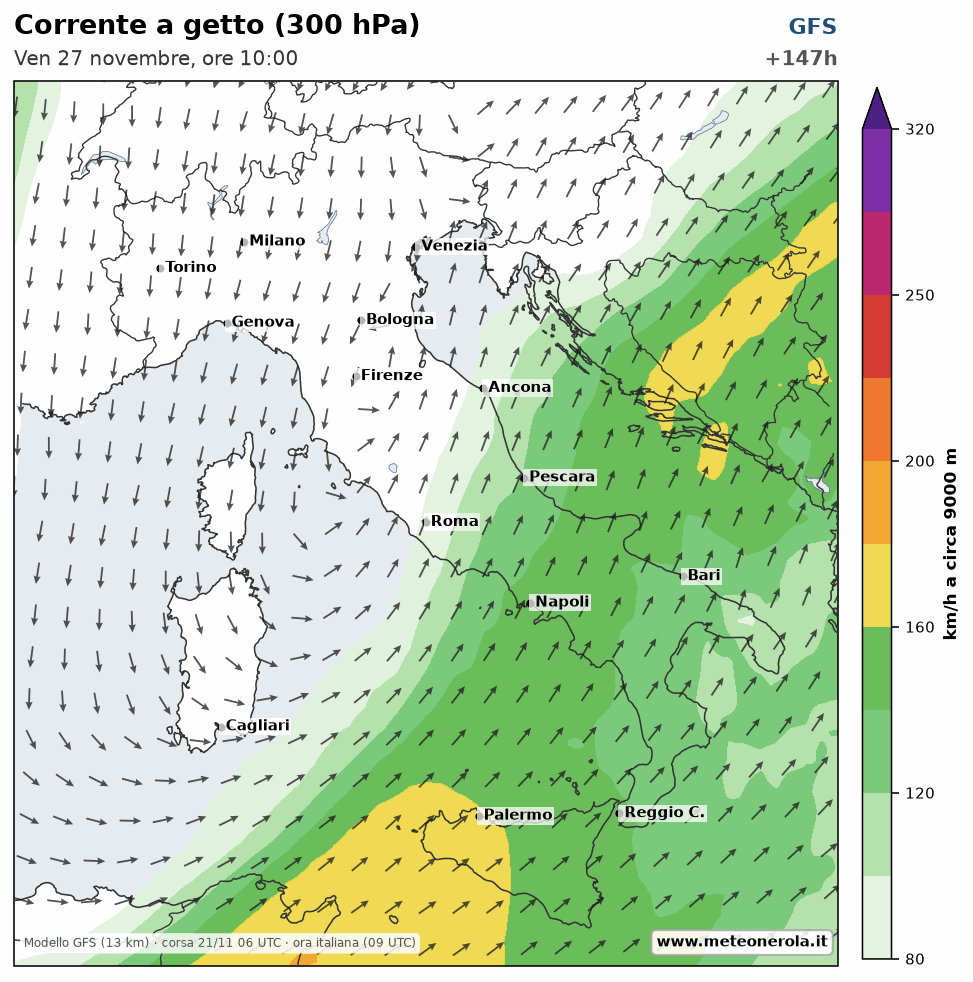 Corrente a getto (300 hPa)
GFS
Ven 27 novembre, ore 10:00
+147h
320
Milano
Venezia
Torino
250
Genova
Bologna
Firenze
Ancona
200
Pescara
Roma
km/h a circa 9000 m
Bari
Napoli
160
Cagliari
120
Palermo
Reggio C.
Modello GFS (13 km) · corsa 21/11 06 UTC · ora italiana (09 UTC)
www.meteonerola.it
80